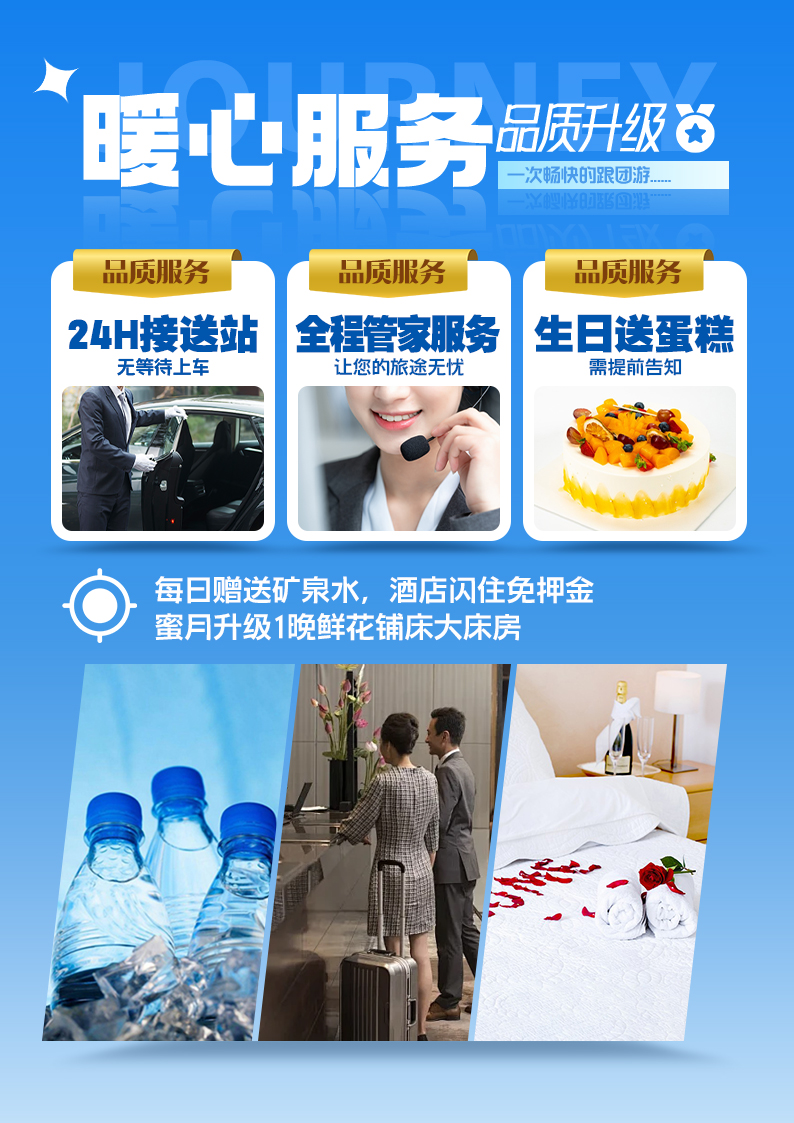 JOURNEY
暖心服务
品质升级
一次畅快的跟团游......
品质服务
24H接送站
无等待上车
品质服务
全程管家服务
让您的旅途无忧
品质服务
生日送蛋糕
需提前告知
每日赠送矿泉水，酒店闪住免押金
蜜月升级1晚鲜花铺床大床房